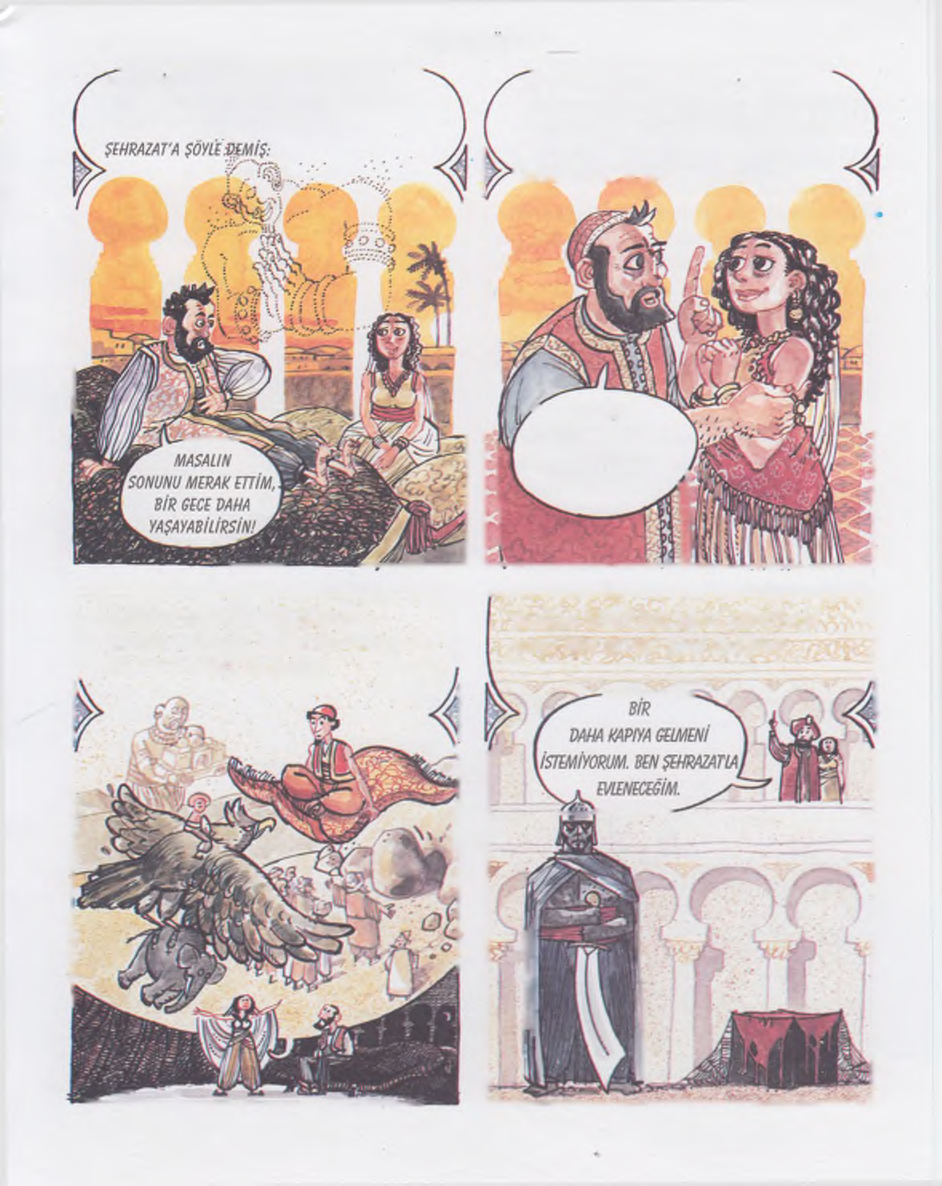 ŞEHRAZAT'A ŞÖYLE DEMİŞ:
MASALIN
SONUNU MERAK ETTİM,
BİR GECE DAHA
YAŞAYABİLİRSİN!
BİR
DAHA KAPIYA GELMENİ
İSTEMİYORUM. BEN ŞEHRAZAT'LA
EVLENECEĞİM.